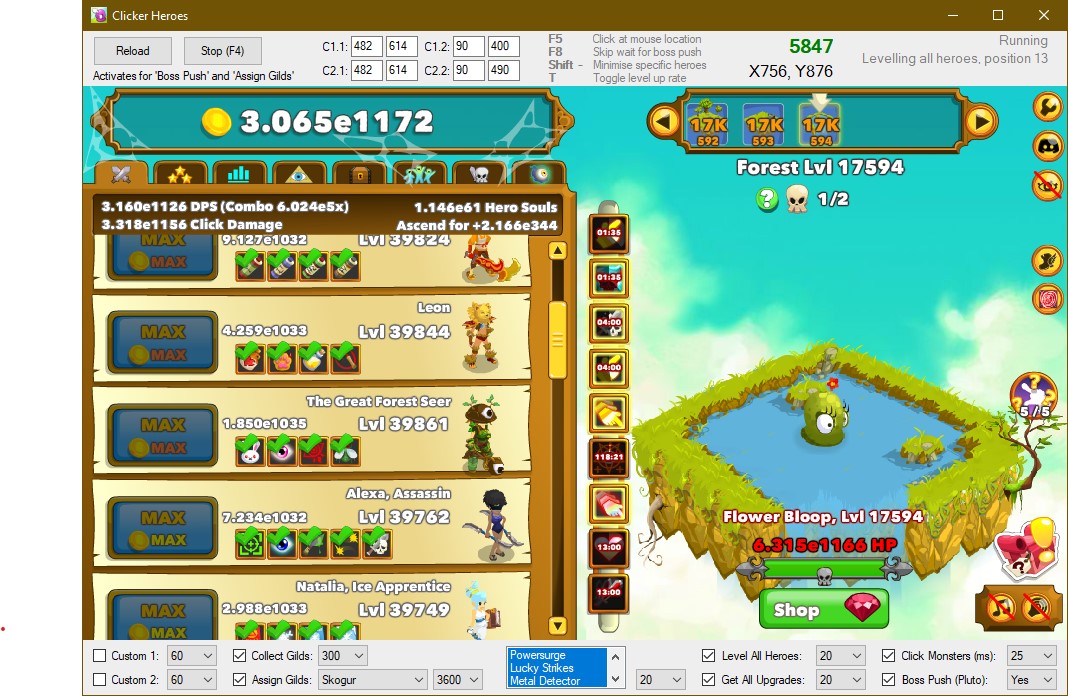 Clicker Heroes
Reload
Stop (F4)
Activates for 'Boss Push' and 'Assign Gilds'
C1.1: 482 614 C1.2: 90 400
C2.1: 482 614 C2.2: 90 490
F5 Click at mouse location
F8 Skip wait for boss push
Shift - Minimise specific heroes
T Toggle level up rate
5847
X756, Y876
Running
Levelling all heroes, position 13
3.065e1172
17K 592
17K 593
17K 594
Forest Lvl 17594
? 1/2
3.160e1126 DPS (Combo 6.024e5x)
1.146e61 Hero Souls
3.318e1156 Click Damage
Ascend for +2.166e344
MAX
MAX
9.127e1032
Lvl 39824
Leon
MAX
MAX
4.259e1033
Lvl 39844
The Great Forest Seer
MAX
MAX
1.850e1035
Lvl 39861
Alexa, Assassin
MAX
MAX
7.234e1032
Lvl 39762
Natalia, Ice Apprentice
MAX
MAX
2.988e1033
Lvl 39749
01:35
01:35
04:00
04:00
118:21
13:00
13:00
5/5
Flower Bloop, Lvl 17594
6.315e1166 HP
Shop
Custom 1: 60
Collect Gilds: 300
Custom 2: 60
Assign Gilds: Skogur 3600
Powersurge
Lucky Strikes
Metal Detector
20
Level All Heroes: 20
Click Monsters (ms): 25
Get All Upgrades: 20
Boss Push (Pluto): Yes